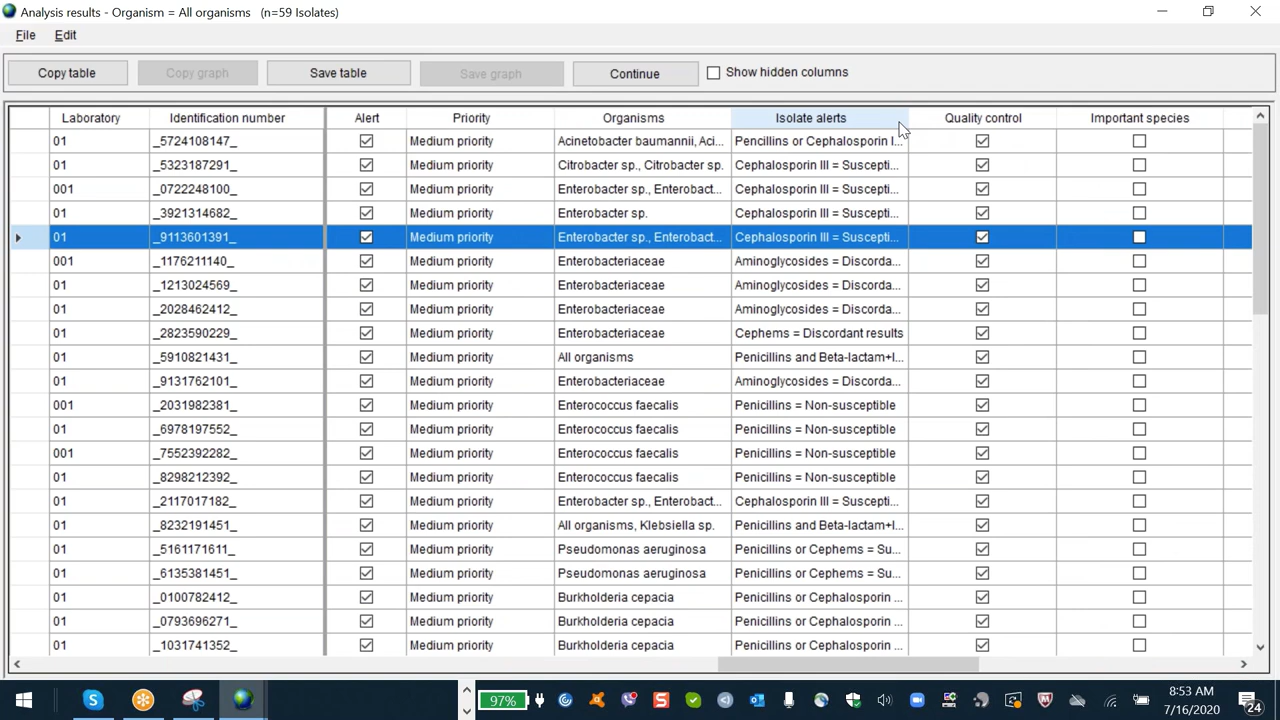 Analysis results - Organism = All organisms (n=59 Isolates)
File Edit
Copy table Copy graph Save table Save graph Continue Show hidden columns
Laboratory Identification number Alert Priority Organisms Isolate alerts Quality control Important species
01 _5724108147_ Medium priority Acinetobacter baumannii, Aci... Pencillins or Cephalosporin I...
01 _5323187291_ Medium priority Citrobacter sp., Citrobacter sp. Cephalosporin III = Suscepti...
001 _0722248100_ Medium priority Enterobacter sp., Enterobact... Cephalosporin III = Suscepti...
01 _3921314682_ Medium priority Enterobacter sp. Cephalosporin III = Suscepti...
01 _9113601391_ Medium priority Enterobacter sp., Enterobact... Cephalosporin III = Suscepti...
001 _1176211140_ Medium priority Enterobacteriaceae Aminoglycosides = Discorda...
01 _1213024569_ Medium priority Enterobacteriaceae Aminoglycosides = Discorda...
01 _2028462412_ Medium priority Enterobacteriaceae Aminoglycosides = Discorda...
01 _2823590229_ Medium priority Enterobacteriaceae Cephems = Discordant results
01 _5910821431_ Medium priority All organisms Penicillins and Beta-lactam+I...
01 _9131762101_ Medium priority Enterobacteriaceae Aminoglycosides = Discorda...
001 _2031982381_ Medium priority Enterococcus faecalis Penicillins = Non-susceptible
01 _6978197552_ Medium priority Enterococcus faecalis Penicillins = Non-susceptible
001 _7552392282_ Medium priority Enterococcus faecalis Penicillins = Non-susceptible
01 _8298212392_ Medium priority Enterococcus faecalis Penicillins = Non-susceptible
01 _2117017182_ Medium priority Enterobacter sp., Enterobact... Cephalosporin III = Suscepti...
01 _8232191451_ Medium priority All organisms, Klebsiella sp. Penicillins and Beta-lactam+I...
01 _5161171611_ Medium priority Pseudomonas aeruginosa Penicillins or Cephems = Su...
01 _6135381451_ Medium priority Pseudomonas aeruginosa Penicillins or Cephems = Su...
01 _0100782412_ Medium priority Burkholderia cepacia Penicillins or Cephalosporin ...
01 _0793696271_ Medium priority Burkholderia cepacia Penicillins or Cephalosporin ...
01 _1031741352_ Medium priority Burkholderia cepacia Penicillins or Cephalosporin ...
97%
8:53 AM
7/16/2020
24